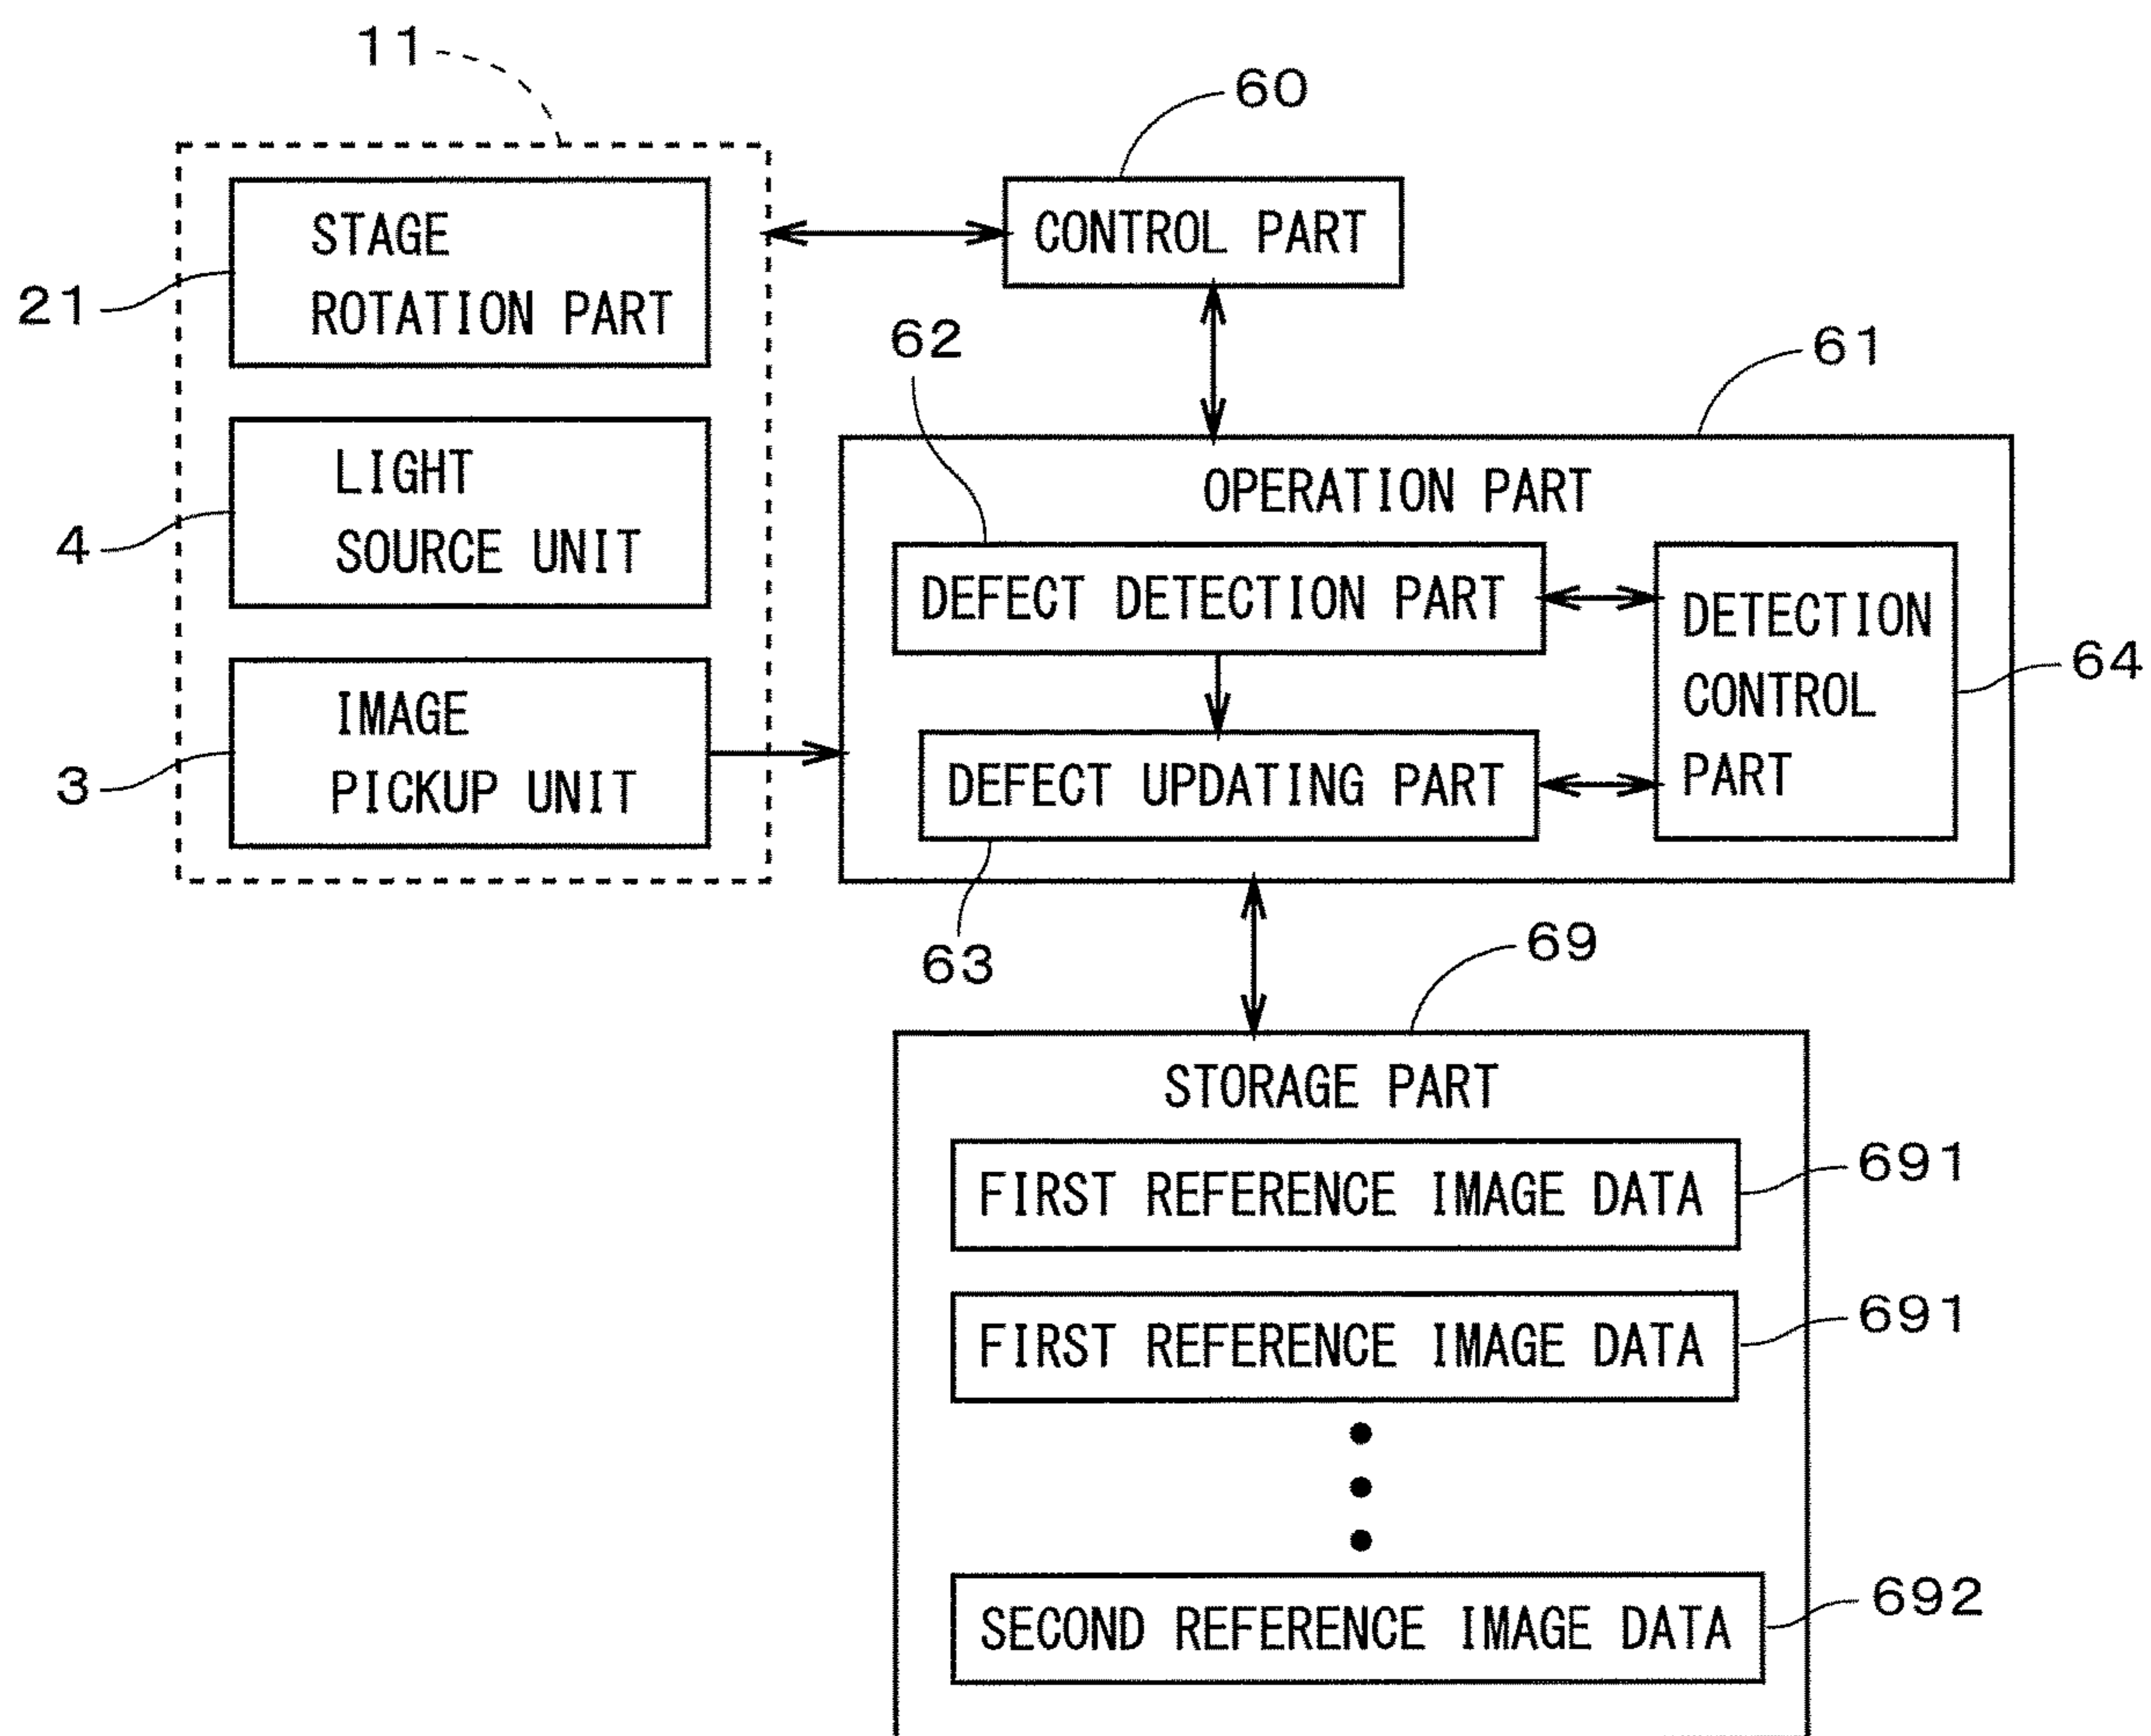 11
60
STAGE
ROTATION PART
21
CONTROL PART
62
61
LIGHT
SOURCE UNIT
4
OPERATION PART
DEFECT DETECTION PART
DETECTION
CONTROL
PART
64
IMAGE
PICKUP UNIT
3
DEFECT UPDATING PART
63
69
STORAGE PART
FIRST REFERENCE IMAGE DATA
691
FIRST REFERENCE IMAGE DATA
691
SECOND REFERENCE IMAGE DATA
692